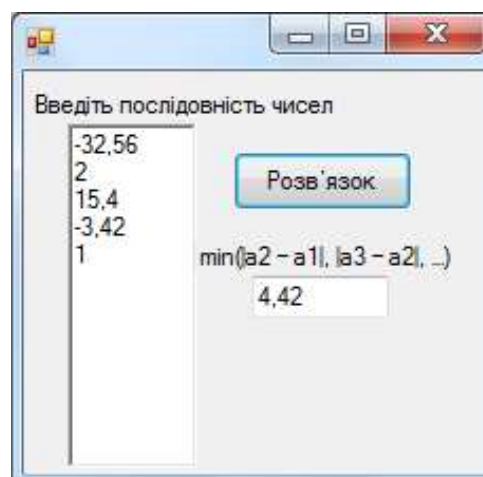 Введіть послідовність чисел
-32,56
2
15,4
-3,42
1
Розв'язок
min(|a2 – a1|, |a3 – a2|, ...)
4,42